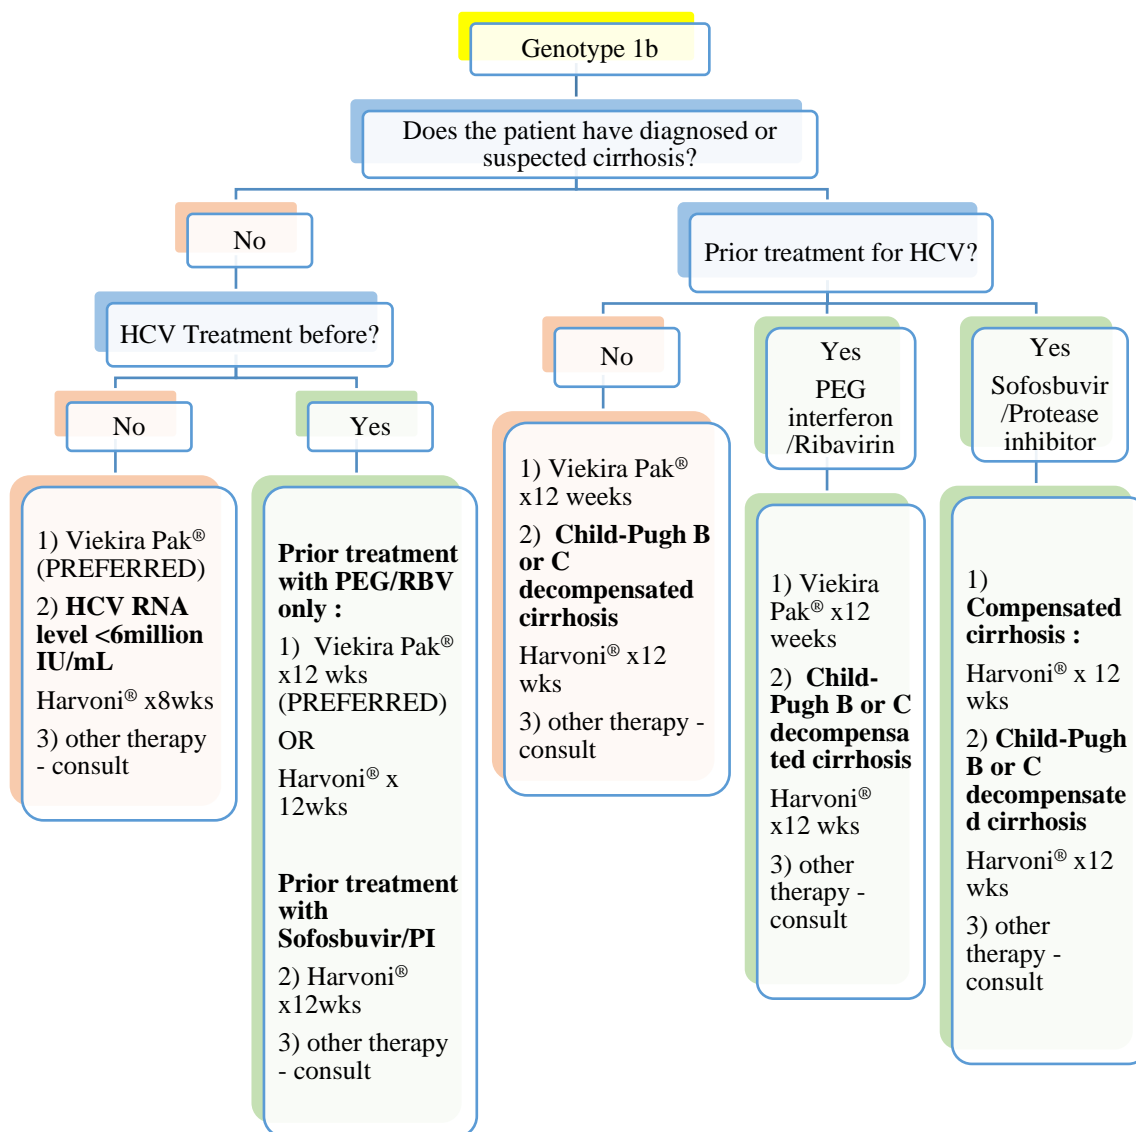 Genotype 1b
Does the patient have diagnosed or
suspected cirrhosis?
No
HCV Treatment before?
No
1) Viekira Pak®
(PREFERRED)
2) HCV RNA
level <6million
IU/mL
Harvoni® x8wks
3) other therapy
- consult
Yes
Prior treatment
with PEG/RBV
only :
1) Viekira Pak®
x12 wks
(PREFERRED)
OR
Harvoni® x
12wks
Prior treatment
with
Sofosbuvir/PI
2) Harvoni®
x12wks
3) other therapy
- consult
Prior treatment for HCV?
No
1) Viekira Pak®
x12 weeks
2) Child-Pugh B
or C
decompensated
cirrhosis
Harvoni® x12
wks
3) other therapy -
consult
Yes
PEG
interferon
/Ribavirin
1) Viekira
Pak® x12
weeks
2) Child-
Pugh B or C
decompensa
ted cirrhosis
Harvoni®
x12 wks
3) other
therapy -
consult
Yes
Sofosbuvir
/Protease
inhibitor
1)
Compensated
cirrhosis :
Harvoni® x 12
wks
2) Child-Pugh
B or C
decompensate
d cirrhosis
Harvoni® x12
wks
3) other
therapy -
consult